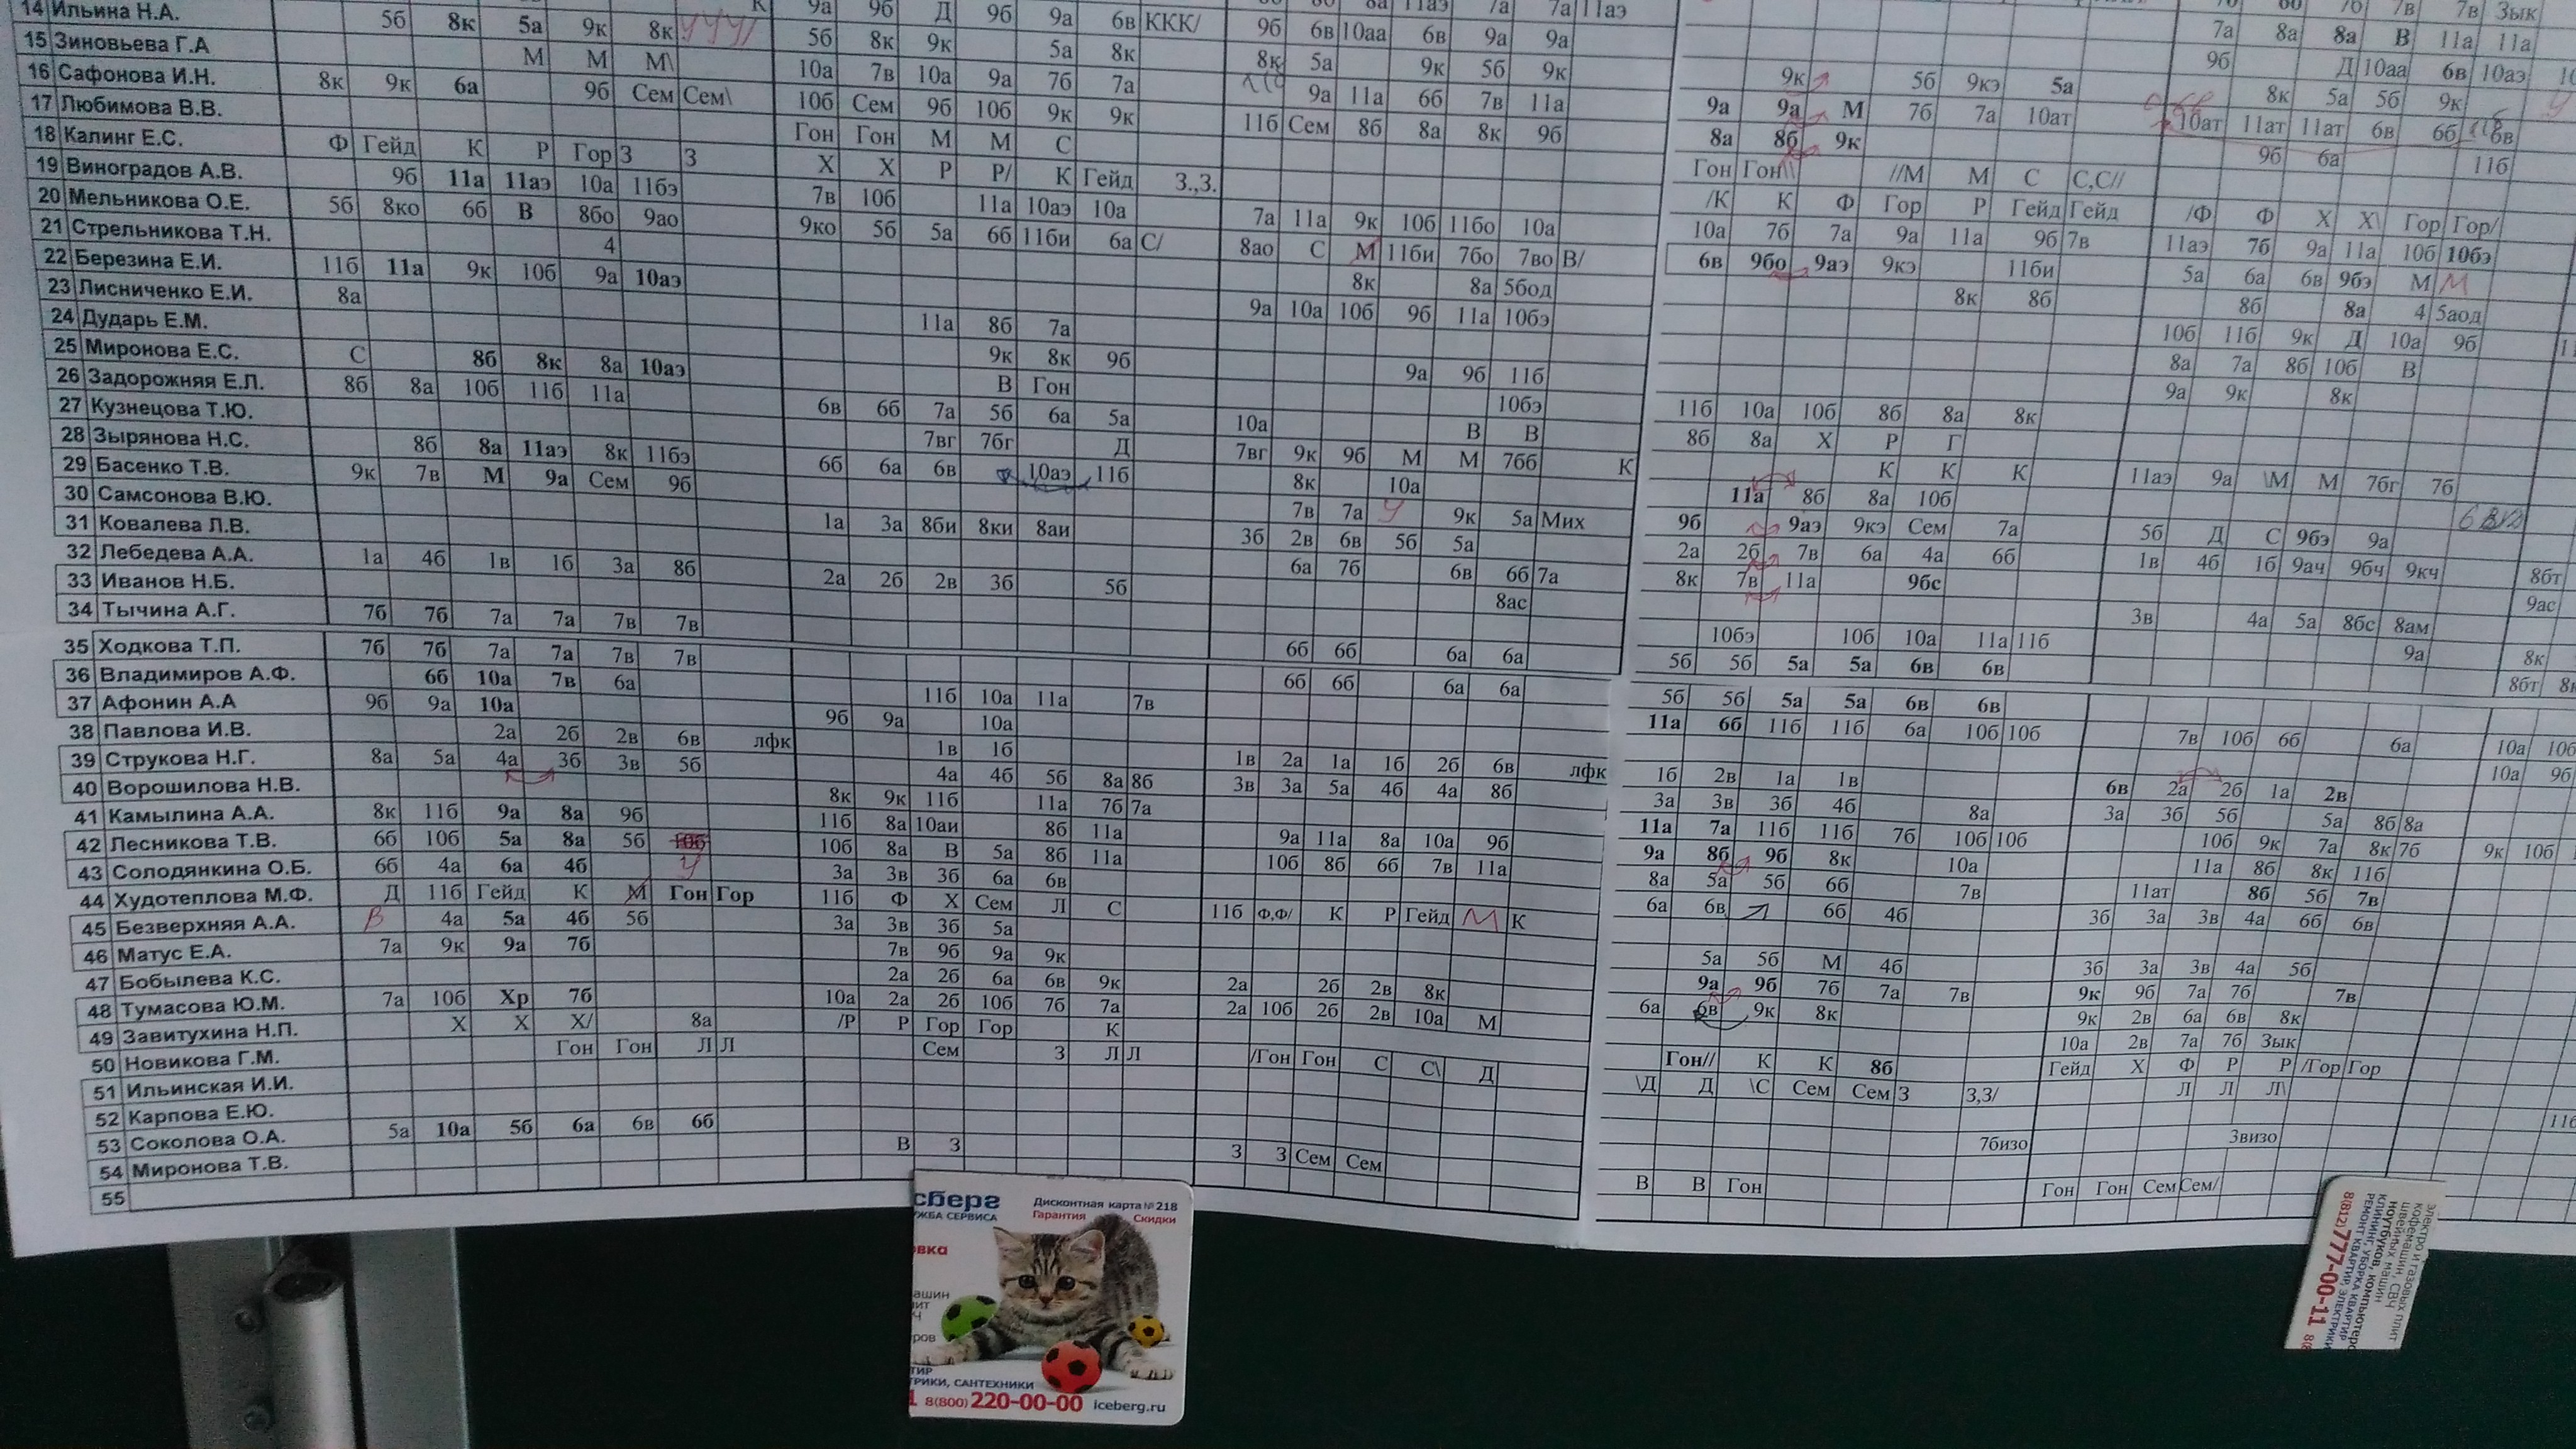 К 9а 9б Д 9б 9а 6в ККК/ 9б 6в 10аа 6в 9а 9а 7а 8а 8а В 11а 11а
14 Ильина Н.А. 5б 8к 5а 9к 8к УУУ/ 5б 8к 9к 5а 8к 8к 5а 9к 5б 9к 9к 5б 9кэ 5а 9б Д 10аа 6в 10аэ
15 Зиновьева Г.А М М М\ 10а 7в 10а 9а 7б 7а 9а 11а 6б 7в 11а 9а 9а М 7б 7а 10ат 8к 5а 5б 9к
16 Сафонова И.Н. 8к 9к 6а 9б Сем Сем\ 10б Сем 9б 10б 9к 9к 11б Сем 8б 8а 8к 9б 8а 8б 9к 10ат 11ат 11ат 6в 6б 8в
17 Любимова В.В. Гон Гон М М С Гон Гон\\ //М М С С,С// 9б 6а 11б
18 Калинг Е.С. Ф Гейд К Р Гор З З Х Х Р Р/ К Гейд З.,З. /К К Ф Гор Р Гейд Гейд /Ф Ф Х Х\ Гор Гор/
19 Виноградов А.В. 9б 11а 11аэ 10а 11бэ 7в 10б 11а 10аэ 10а 7а 11а 9к 10б 11бо 10а 10а 7б 7а 9а 11а 9б 7в 11аэ 7б 9а 11а 10б 10бэ
20 Мельникова О.Е. 5б 8ко 6б В 8бо 9ао 9ко 5б 5а 6б 11би 6а С/ 8ао С М 11би 7бо 7во В/ 6в 9бо 9аэ 9кэ 11би 5а 6а 6в 9бэ М М
21 Стрельникова Т.Н. 4 8к 8а 5бод 8к 8б 8б 8а 4 5аод
22 Березина Е.И. 11б 11а 9к 10б 9а 10аэ 9а 10а 10б 9б 11а 10бэ 10б 11б 9к Д 10а 9б
23 Лисниченко Е.И. 8а 11а 8б 7а 8а 7а 8б 10б В
24 Дударь Е.М. 9к 8к 9б 9а 9б 11б 9а 9к 8к
25 Миронова Е.С. С 8б 8к 8а 10аэ В Гон 10бэ 11б 10а 10б 8б 8а 8к
26 Задорожняя Е.Л. 8б 8а 10б 11б 11а 6в 6б 7а 5б 6а 5а 10а В В 8б 8а Х Р Г
27 Кузнецова Т.Ю. 7вг 7бг Д 7вг 9к 9б М М 7бб К К К К 11аэ 9а \М М 7бг 7б
28 Зырянова Н.С. 8б 8а 11аэ 8к 11бэ 6б 6а 6в 10аэ 11б 8к 10а 11а 8б 8а 10б
29 Басенко Т.В. 9к 7в М 9а Сем 9б 7в 7а У 9к 5а Мих 9б 9аэ 9кэ Сем 7а 5б Д С 9бэ 9а
30 Самсонова В.Ю. 1а 3а 8би 8ки 8аи 3б 2в 6в 5б 5а 2а 2б 7в 6а 4а 6б 1в 4б 1б 9ач 9бч 9кч 8бт
31 Ковалева Л.В. 6а 7б 6в 6б 7а 8к 7в 11а 9бс 9ас
32 Лебедева А.А. 1а 4б 1в 1б 3а 8б 2а 2б 2в 3б 5б 8ас 3в 4а 5а 8бс 8ам
33 Иванов Н.Б. 10бэ 10б 10а 11а 11б 9а 8к
34 Тычина А.Г. 7б 7б 7а 7а 7в 7в 6б 6б 6а 6а 5б 5б 5а 5а 6в 6в 8бт
35 Ходкова Т.П. 7б 7б 7а 7а 7в 7в 6б 6б 6а 6а 5б 5б 5а 5а 6в 6в
36 Владимиров А.Ф. 6б 10а 7в 6а 11б 10а 11а 7в 11а 6б 11б 11б 6а 10б 10б 7в 10б 6б 6а 10а 10б
37 Афонин А.А 9б 9а 10а 9б 9а 10а 10а 9б
38 Павлова И.В. 2а 2б 2в 6в лфк 1в 1б 1в 2а 1а 1б 2б 6в лфк 1б 2в 1а 1в 6в 2а 2б 1а 2в
39 Струкова Н.Г. 8а 5а 4а 3б 3в 5б 4а 4б 5б 8а 8б 3в 3а 5а 4б 4а 8б 3а 3в 3б 4б 8а 3а 3б 5б 5а 8б 8а
40 Ворошилова Н.В. 8к 9к 11б 11а 7б 7а 11а 7а 11б 11б 7б 10б 10б 10б 9к 7а 8к 7б 9к 10б
41 Камылина А.А. 8к 11б 9а 8а 9б 11б 8а 10аи 8б 11а 9а 11а 8а 10а 9б 9а 8б 9б 8к 10а 11а 8б 8к 11б
42 Лесникова Т.В. 6б 10б 5а 8а 5б 10б 10б 8а В 5а 8б 11а 10б 8б 6б 7в 11а 8а 5а 5б 6б 7в 11ат 8б 5б 7в
43 Солодянкина О.Б. 6б 4а 6а 4б У 3а 3в 3б 6а 6в 6а 6в 6б 4б 3б 3а 3в 4а 6б 6в
44 Худотеплова М.Ф. Д 11б Гейд К М Гон Гор 11б Ф Х Сем Л С 11б Ф,Ф/ К Р Гейд М К
45 Безверхняя А.А. В 4а 5а 4б 5б 3а 3в 3б 5а 5а 5б М 4б 3б 3а 3в 4а 5б
46 Матус Е.А. 7а 9к 9а 7б 7в 9б 9а 9к 9а 9б 7б 7а 7в 9к 9б 7а 7б 7в
47 Бобылева К.С. 2а 2б 6а 6в 9к 2а 2б 2в 8к 6а 6в 9к 8к 9к 2в 6а 6в 8к
48 Тумасова Ю.М. 7а 10б Хр 7б 10а 2а 2б 10б 7б 7а 2а 10б 2б 2в 10а М 10а 2в 7а 7б Зык
49 Завитухина Н.П. Х Х Х/ 8а /Р Р Гор Гор К Гон// К К 8б Гейд Х Ф Р Р /Гор Гор
50 Новикова Г.М. Гон Гон Л Л Сем З Л Л /Гон Гон С С\ Д \Д Д \С Сем Сем З З,З/ Л Л Л\
51 Ильинская И.И.
52 Карпова Е.Ю. 7бизо 3визо
53 Соколова О.А. 5а 10а 5б 6а 6в 6б
54 Миронова Т.В. В З З З Сем Сем В В Гон Гон Гон Сем Сем/
55
сберг
ЖБА СЕРВИСА
Дисконтная карта №218
Гарантия Скидки
вка
ашин
ит
ч
ров
тир
трики, сантехники
8(800) 220-00-00 iceberg.ru
электро и газовых плит
кофемашин, СВЧ
швейных машин
ноутбуков, компьютеро
клининг, уборка квартир
ремонт квартир, электрики
8(812) 777-00-11